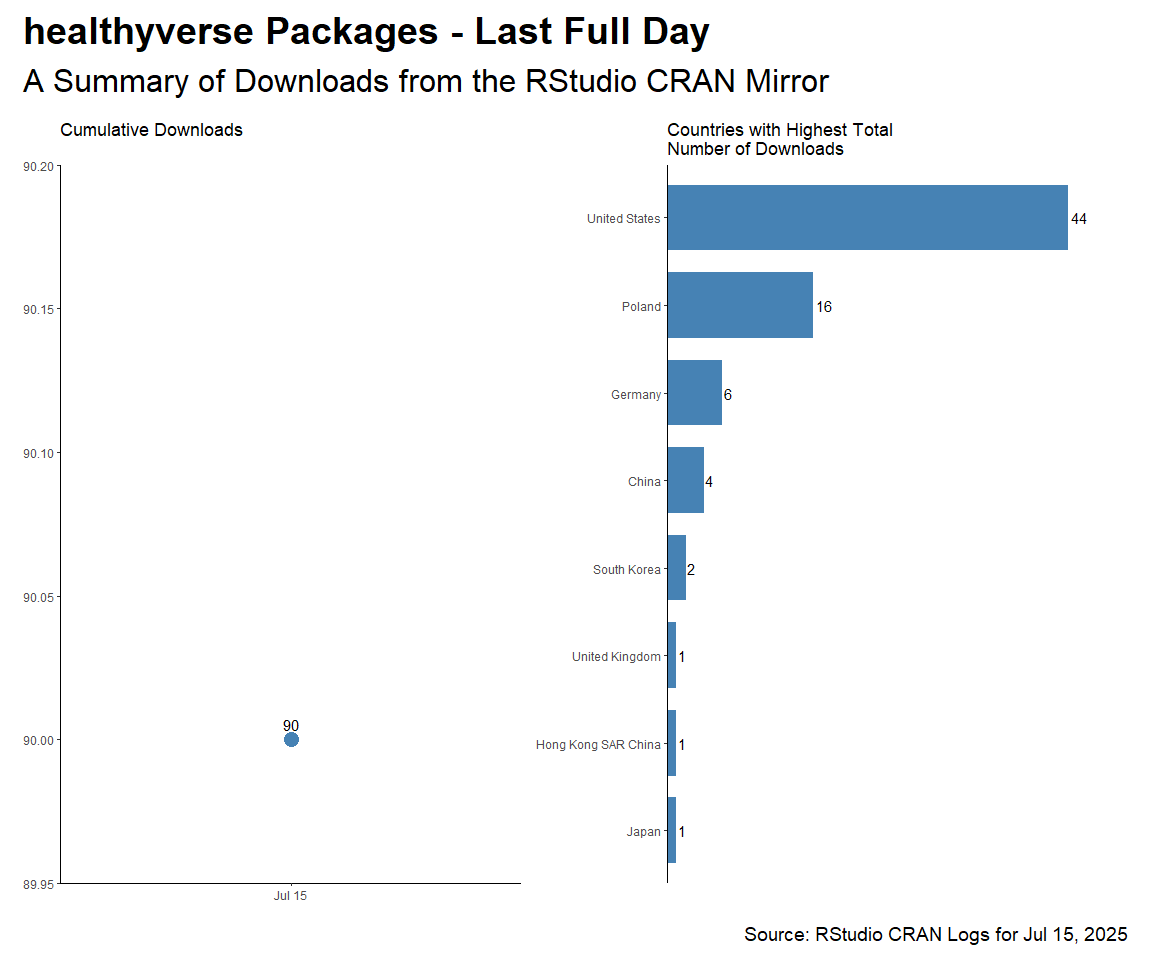 healthyverse Packages - Last Full Day
A Summary of Downloads from the RStudio CRAN Mirror
Cumulative Downloads
90.20
90.15
90.10
90.05
90.00
89.95
90
Jul 15
Countries with Highest Total
Number of Downloads
United States 44
Poland 16
Germany 6
China 4
South Korea 2
United Kingdom 1
Hong Kong SAR China 1
Japan 1
Source: RStudio CRAN Logs for Jul 15, 2025